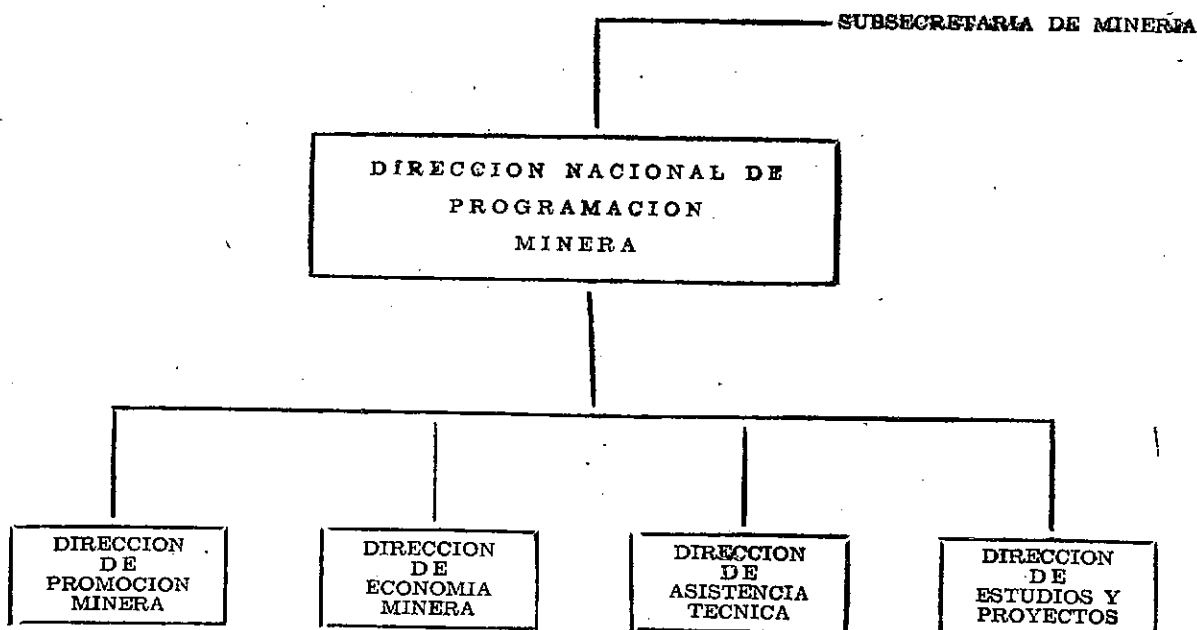 SUBSECRETARIA DE MINERIA
DIRECCION NACIONAL DE
PROGRAMACION
MINERA
DIRECCION
DE
PROMOCION
MINERA
DIRECCION
DE
ECONOMIA
MINERA
DIRECCION
DE
ASISTENCIA
TECNICA
DIRECCION
DE
ESTUDIOS Y
PROYECTOS